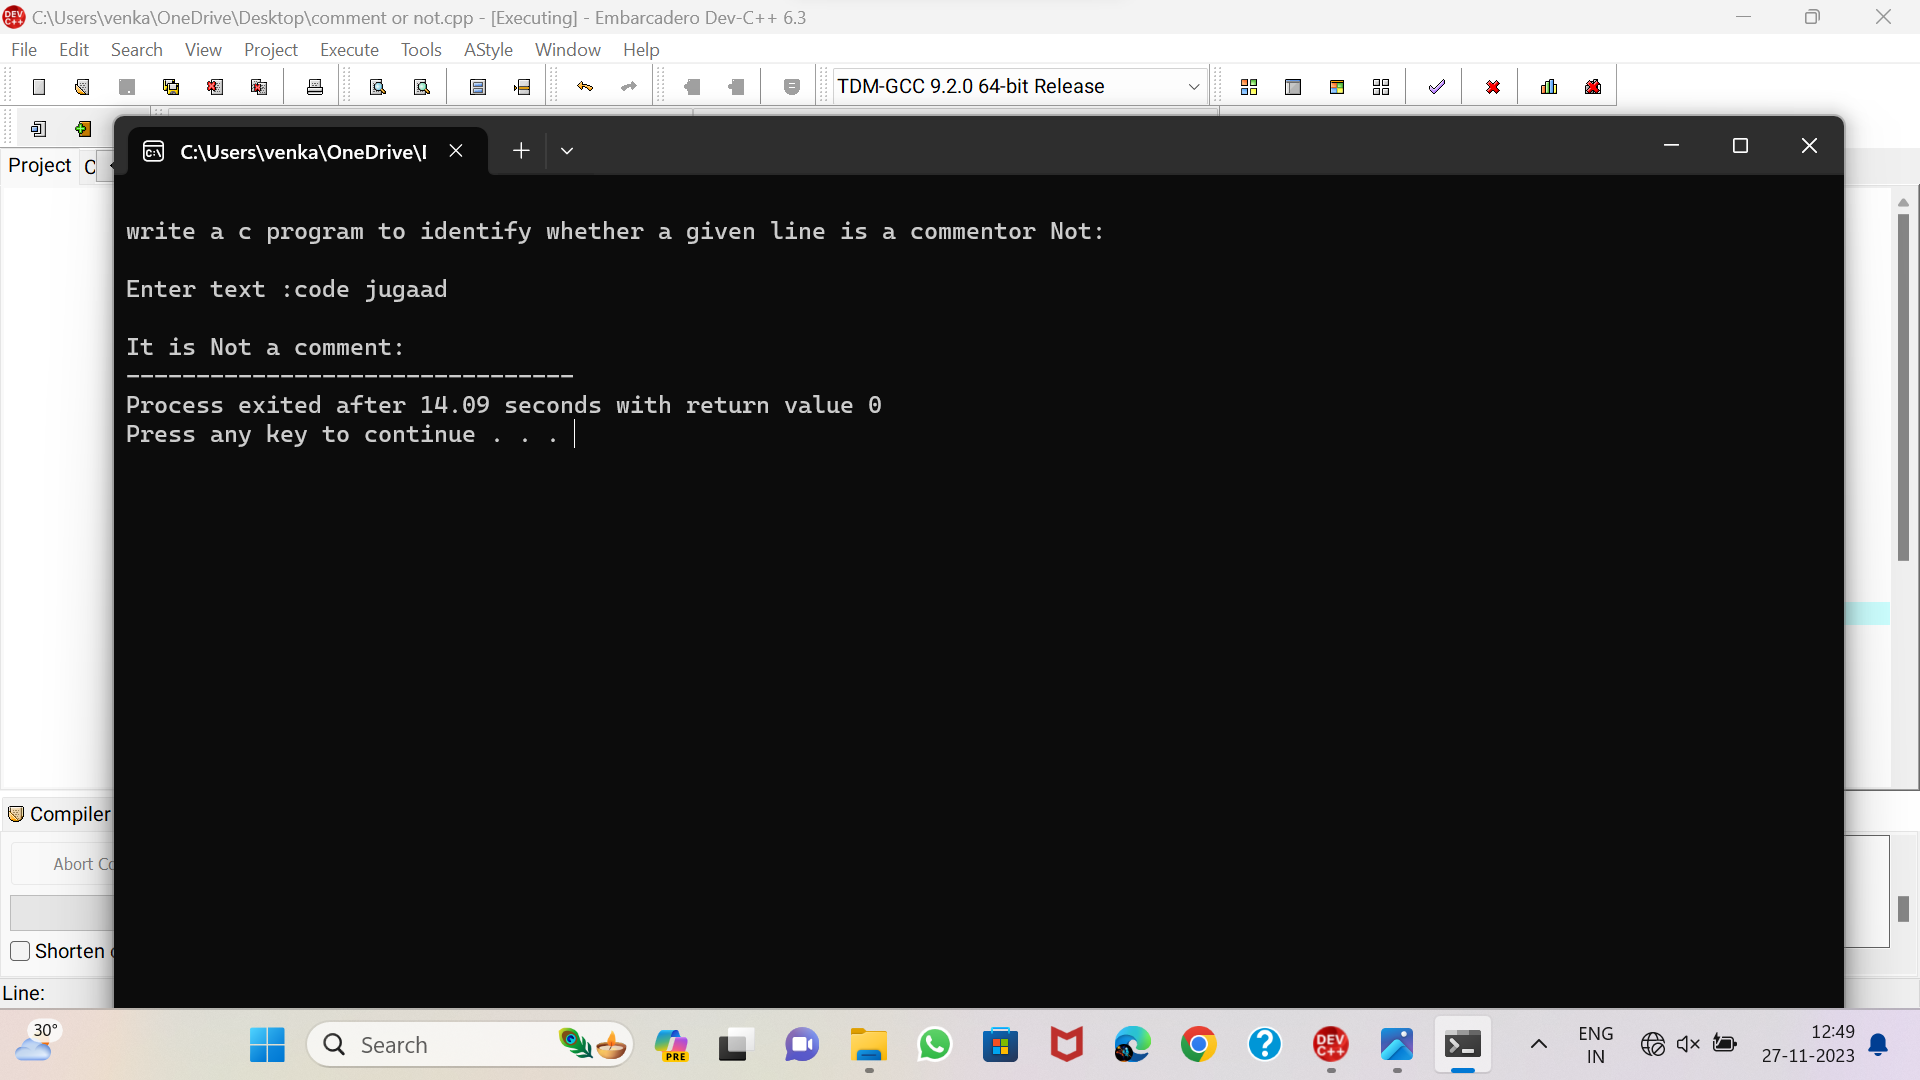 C:\Users\venka\OneDrive\Desktop\comment or not.cpp - [Executing] - Embarcadero Dev-C++ 6.3
File Edit Search View Project Execute Tools AStyle Window Help
TDM-GCC 9.2.0 64-bit Release
C:\Users\venka\OneDrive\
Project C
write a c program to identify whether a given line is a commentor Not:
Enter text :code jugaad
It is Not a comment:
--------------------------------
Process exited after 14.09 seconds with return value 0
Press any key to continue . . .
Compiler
Abort
Shorten
Line:
30°
Search
PRE
DEV C++
ENG
IN
12:49
27-11-2023